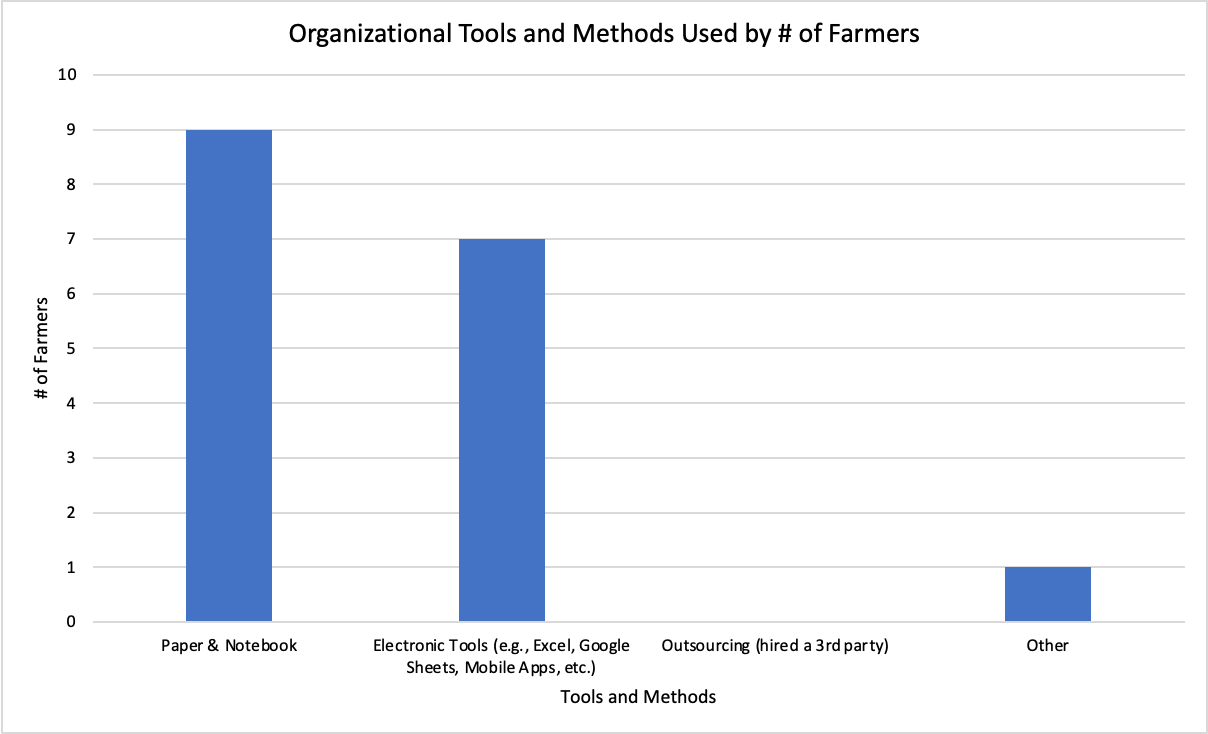 Organizational Tools and Methods Used by # of Farmers
10
9
8
7
6
5
4
3
2
1
0
# of Farmers
Paper & Notebook
Electronic Tools (e.g., Excel, Google
Sheets, Mobile Apps, etc.)
Outsourcing (hired a 3rd party)
Other
Tools and Methods